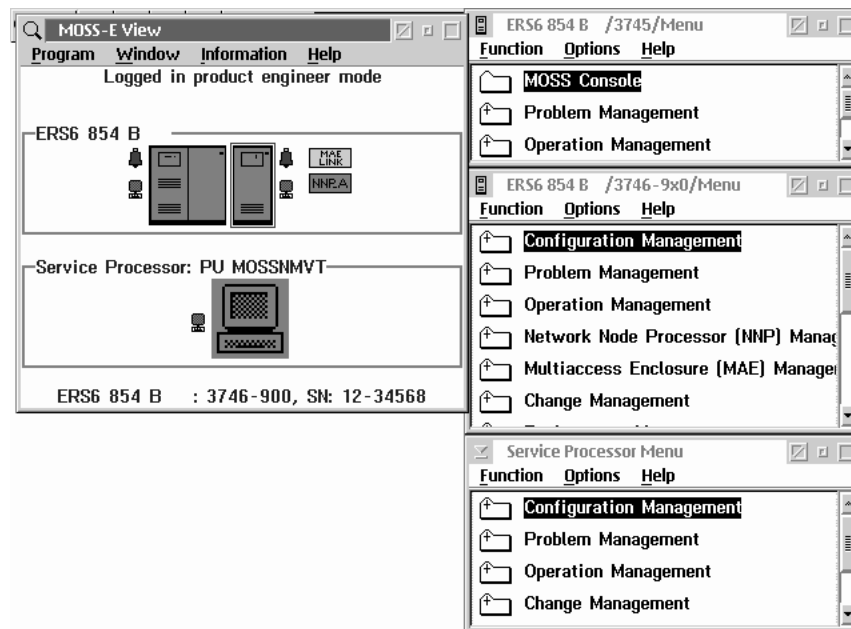 MOSS-E View
Program Window Information Help
Logged in product engineer mode
ERS6 854 B
MAE
LINK
NNP.A
Service Processor: PU MOSSNMVT
ERS6 854 B : 3746-900, SN: 12-34568
ERS6 854 B /3745/Menu
Function Options Help
MOSS Console
Problem Management
Operation Management
ERS6 854 B /3746-9x0/Menu
Function Options Help
Configuration Management
Problem Management
Operation Management
Network Node Processor (NNP) Manag
Multiaccess Enclosure (MAE) Manage
Change Management
Service Processor Menu
Function Options Help
Configuration Management
Problem Management
Operation Management
Change Management